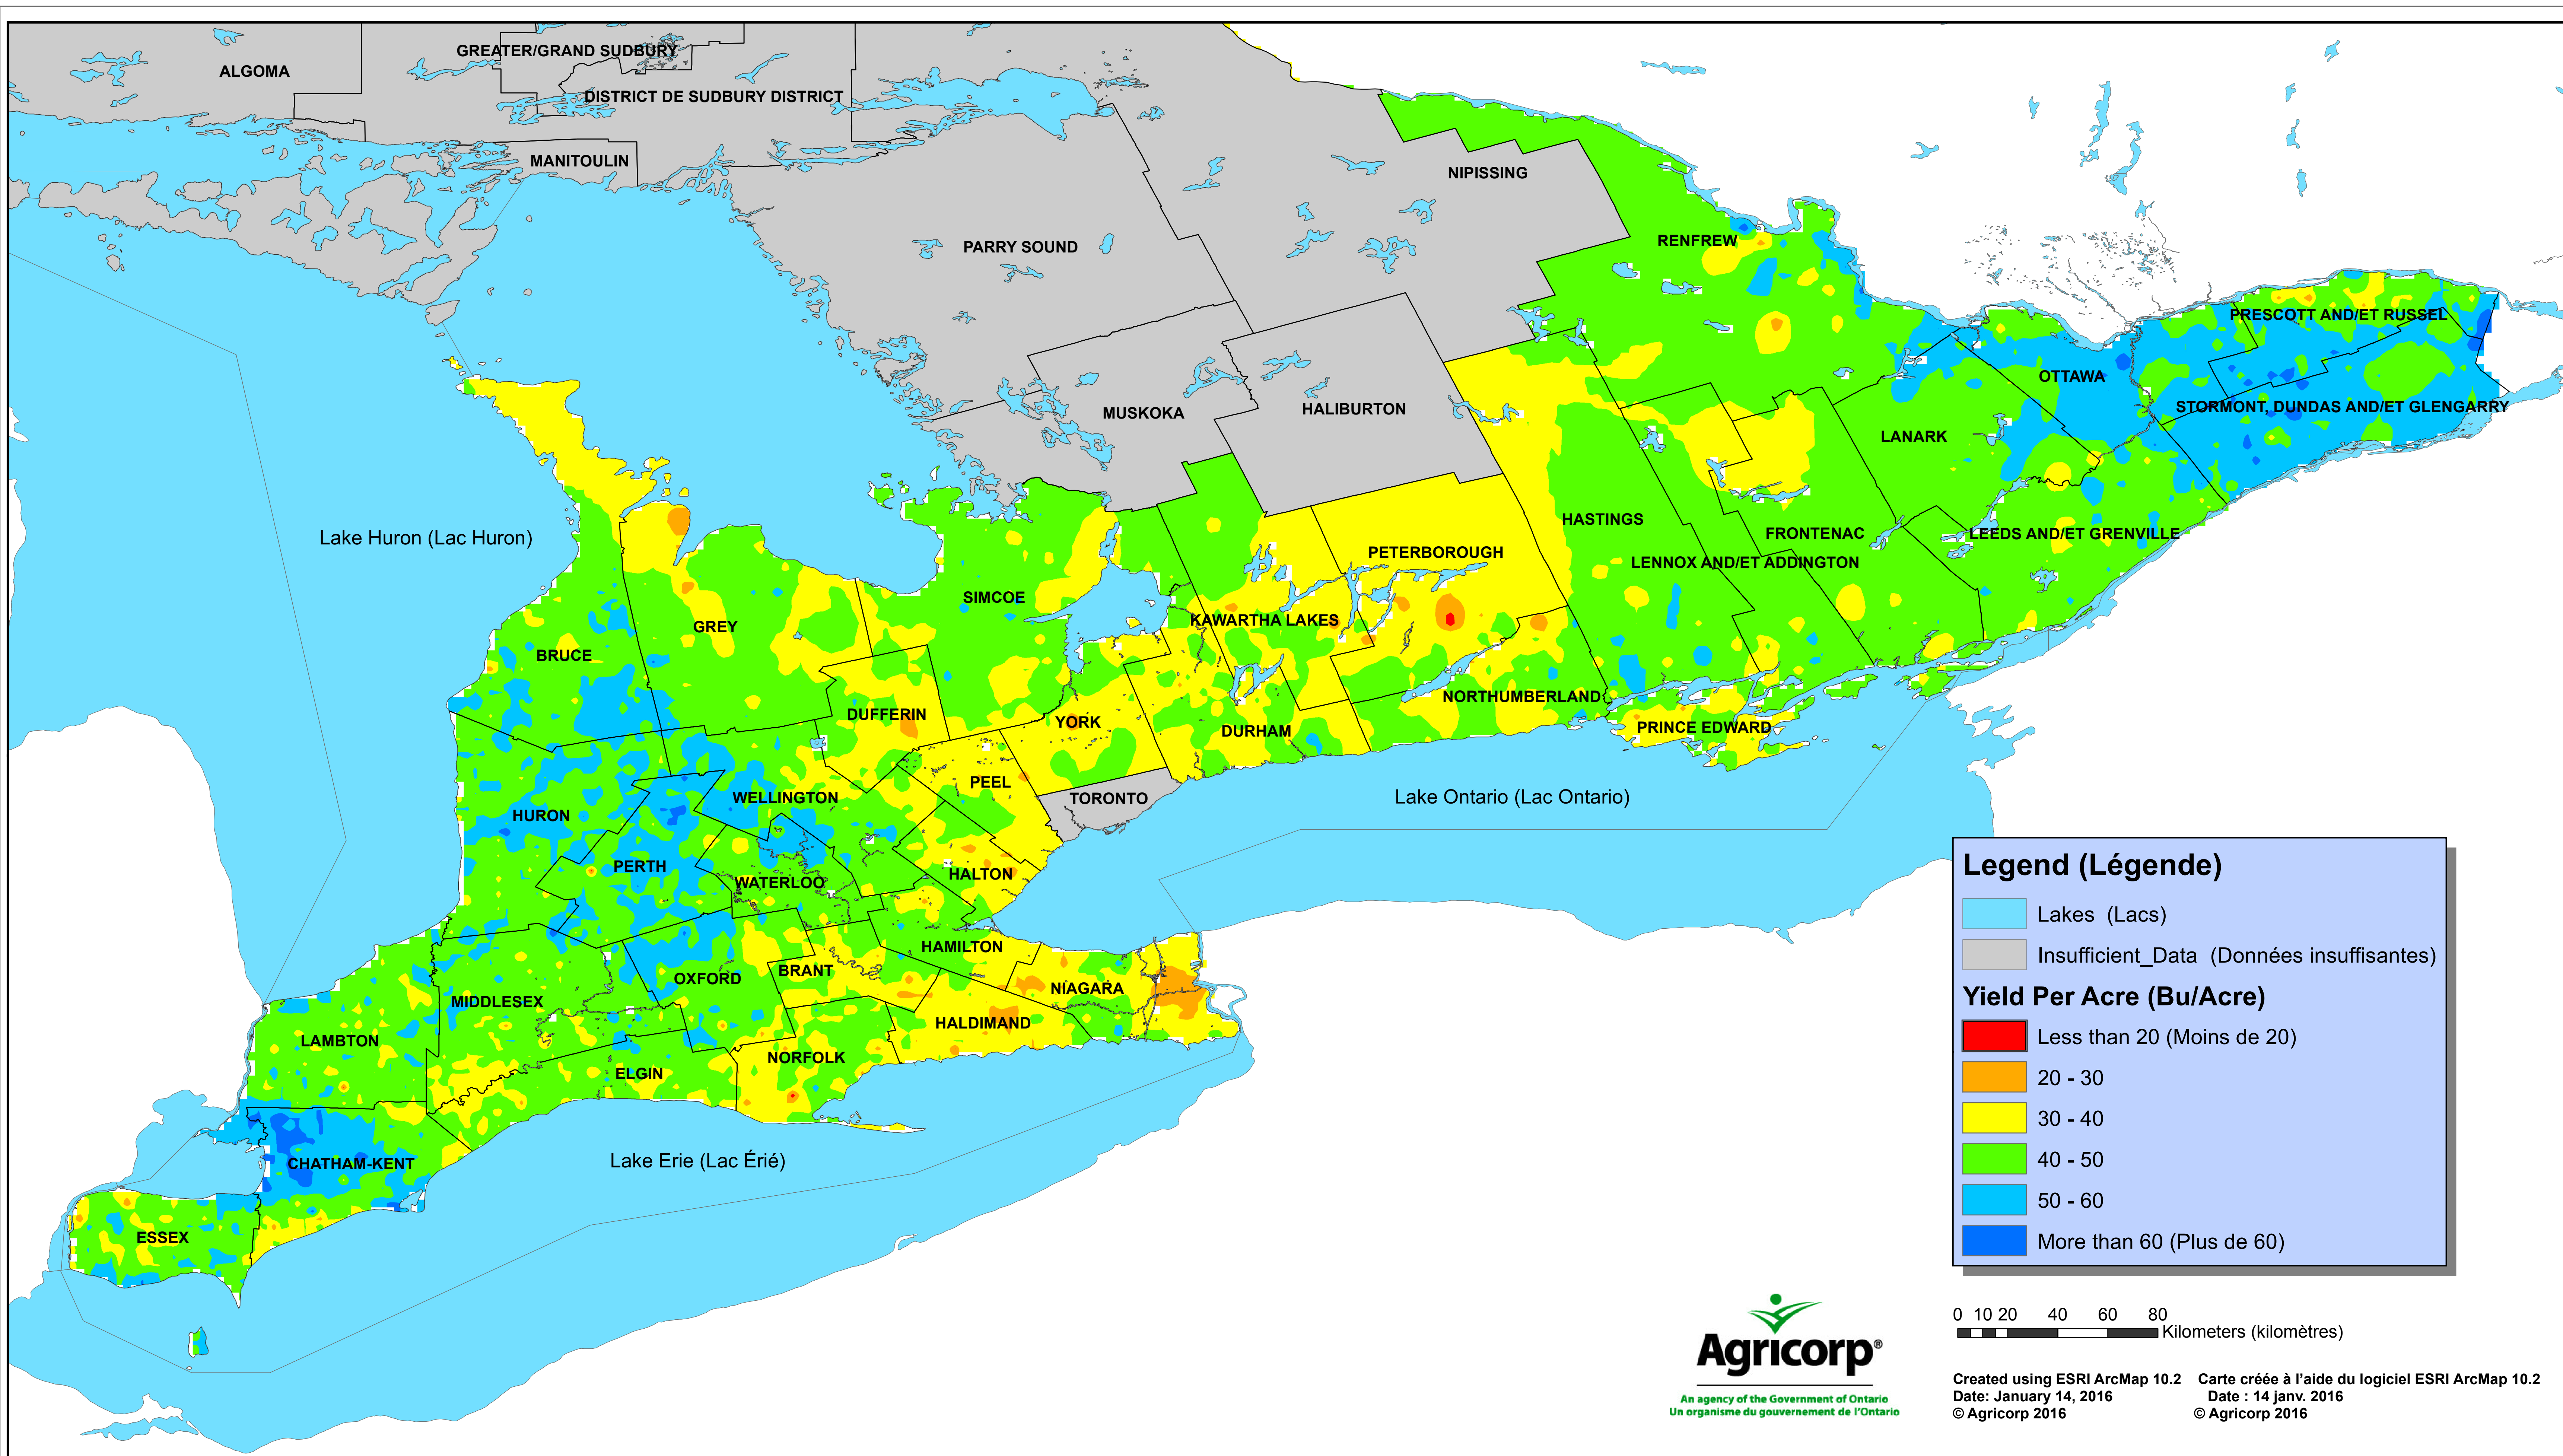 GREATER/GRAND SUDBURY
ALGOMA
DISTRICT DE SUDBURY DISTRICT
MANITOULIN
NIPISSING
RENFREW
PARRY SOUND
PRESCOTT AND/ET RUSSEL
OTTAWA
MUSKOKA
HALIBURTON
STORMONT, DUNDAS AND/ET GLENGARRY
LANARK
HASTINGS
Lake Huron (Lac Huron)
FRONTENAC
LEEDS AND/ET GRENVILLE
PETERBOROUGH
LENNOX AND/ET ADDINGTON
SIMCOE
KAWARTHA LAKES
GREY
BRUCE
NORTHUMBERLAND
DUFFERIN
YORK
DURHAM
PRINCE EDWARD
PEEL
WELLINGTON
TORONTO
Lake Ontario (Lac Ontario)
HURON
PERTH
HALTON
WATERLOO
HAMILTON
BRANT
OXFORD
NIAGARA
MIDDLESEX
HALDIMAND
LAMBTON
NORFOLK
ELGIN
CHATHAM-KENT
Lake Erie (Lac Érié)
ESSEX
Legend (Légende)
Lakes (Lacs)
Insufficient_Data (Données insuffisantes)
Yield Per Acre (Bu/Acre)
Less than 20 (Moins de 20)
20 - 30
30 - 40
40 - 50
50 - 60
More than 60 (Plus de 60)
0 10 20 40 60 80
Kilometers (kilomètres)
Agricorp®
An agency of the Government of Ontario
Un organisme du gouvernement de l'Ontario
Created using ESRI ArcMap 10.2 Carte créée à l'aide du logiciel ESRI ArcMap 10.2
Date: January 14, 2016 Date : 14 janv. 2016
© Agricorp 2016 © Agricorp 2016